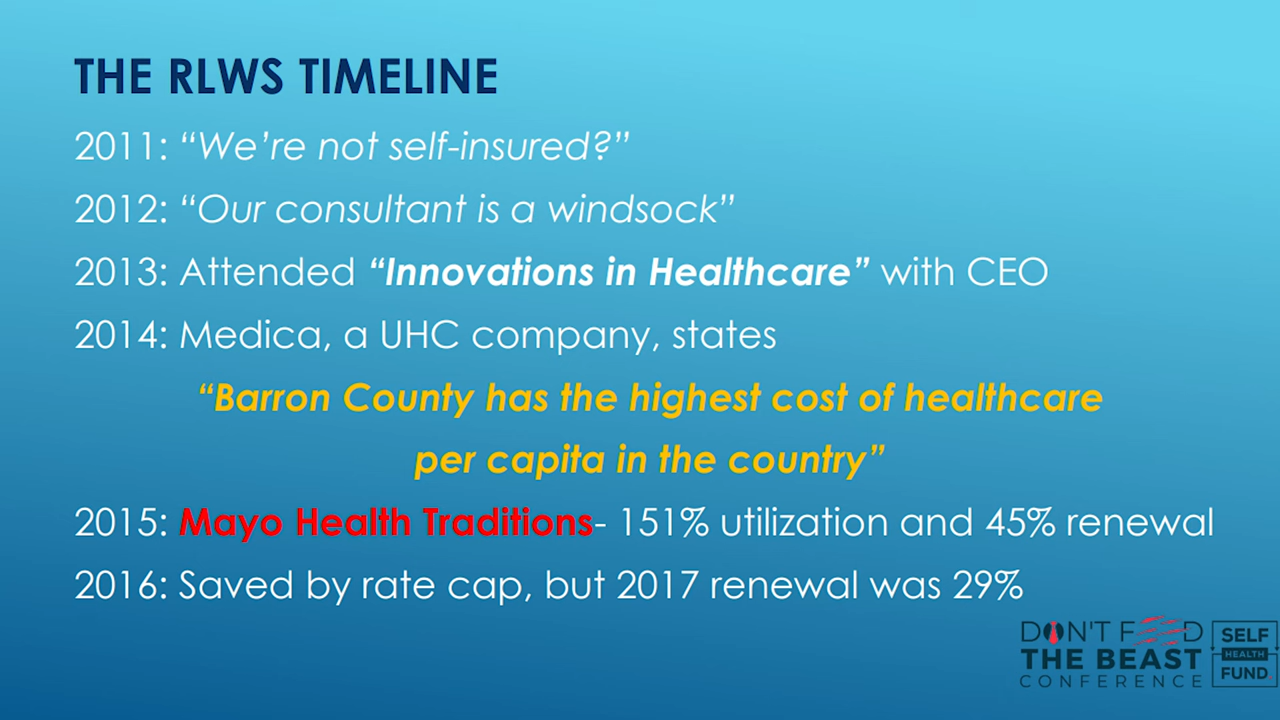 THE RLWS TIMELINE
2011: “We’re not self-insured?”
2012: “Our consultant is a windsock”
2013: Attended “Innovations in Healthcare” with CEO
2014: Medica, a UHC company, states
“Barron County has the highest cost of healthcare
per capita in the country”
2015: Mayo Health Traditions- 151% utilization and 45% renewal
2016: Saved by rate cap, but 2017 renewal was 29%
DON'T FEED
THE BEAST
CONFERENCE
SELF
HEALTH
FUND